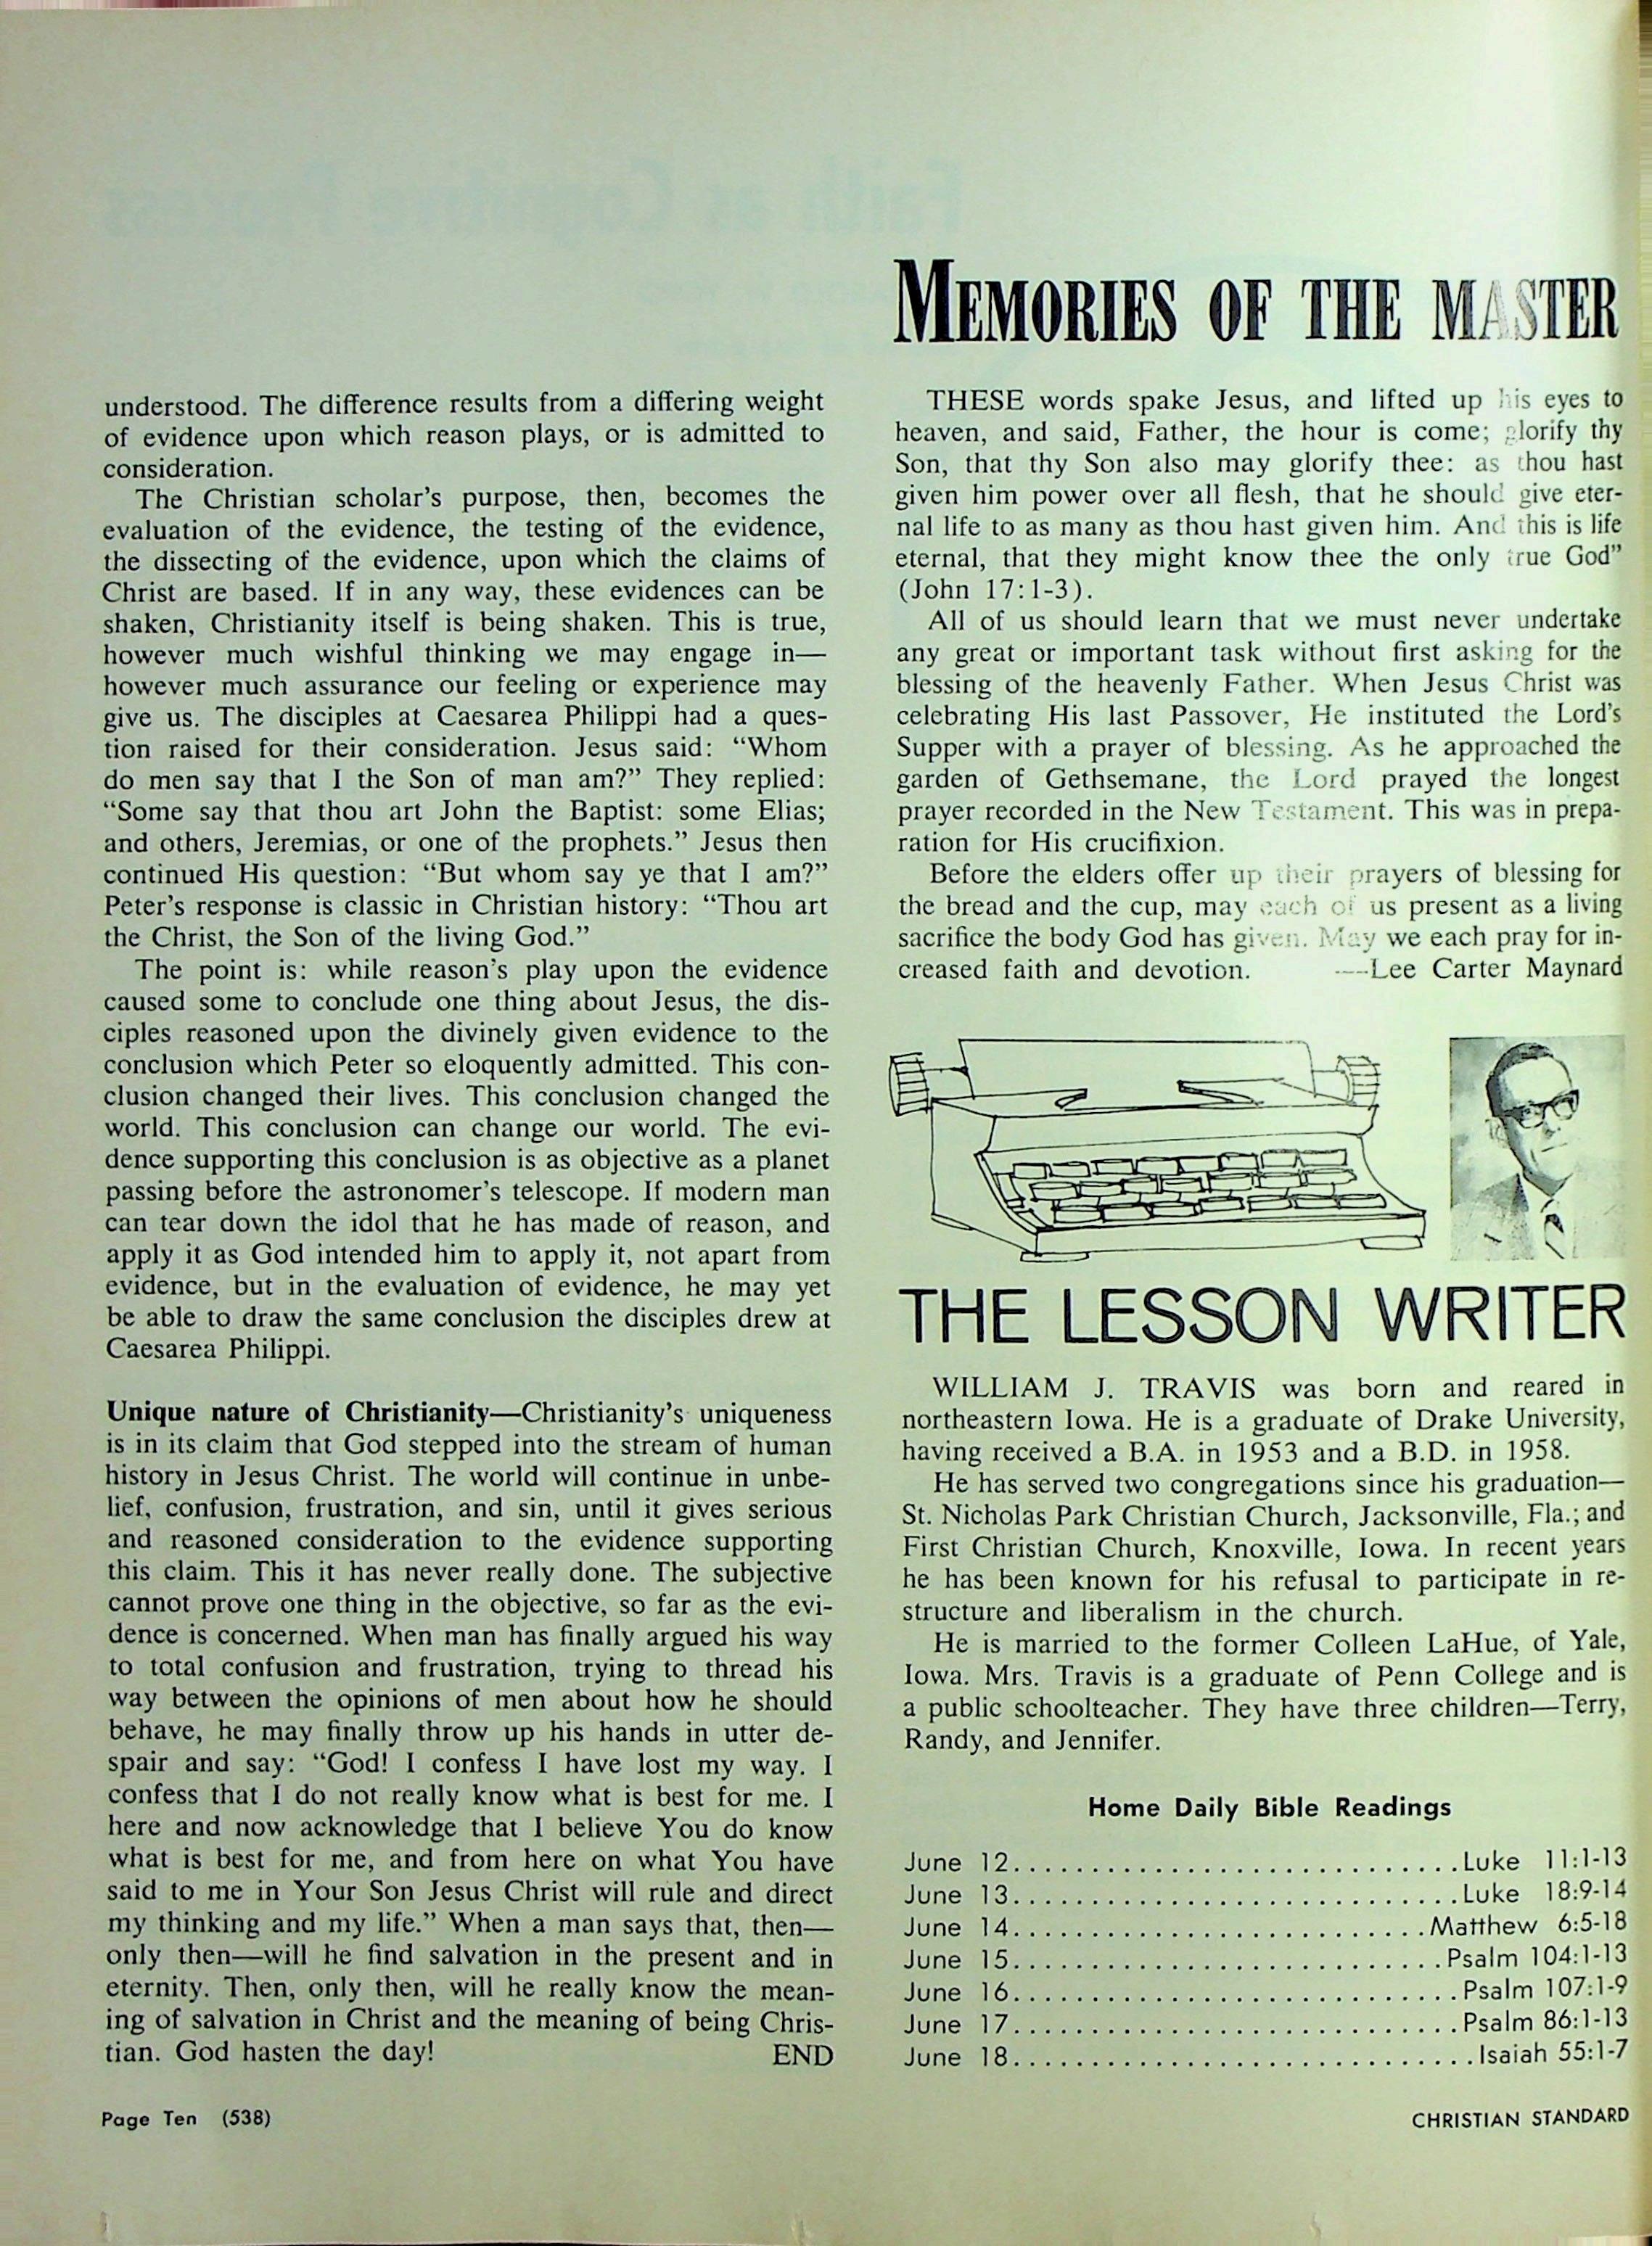 understood. The difference results from a differing weight
of evidence upon which reason plays, or is admitted to
consideration.
The Christian scholar's purpose, then, becomes the
evaluation of the evidence, the testing of the evidence,
the dissecting of the evidence, upon which the claims of
Christ are based. If in any way, these evidences can be
shaken, Christianity itself is being shaken. This is true,
however much wishful thinking we may engage in—
however much assurance our feeling or experience may
give us. The disciples at Caesarea Philippi had a ques-
tion raised for their consideration. Jesus said: “Whom
do men say that I the Son of man am?” They replied:
“Some say that thou art John the Baptist: some Elias;
and others, Jeremias, or one of the prophets.” Jesus then
continued His question: “But whom say ye that I am?”
Peter's response is classic in Christian history: “Thou art
the Christ, the Son of the living God.”
The point is: while reason's play upon the evidence
caused some to conclude one thing about Jesus, the dis-
ciples reasoned upon the divinely given evidence to the
conclusion which Peter so eloquently admitted. This con-
clusion changed their lives. This conclusion changed the
world. This conclusion can change our world. The evi-
dence supporting this conclusion is as objective as a planet
passing before the astronomer's telescope. If modern man
can tear down the idol that he has made of reason, and
apply it as God intended him to apply it, not apart from
evidence, but in the evaluation of evidence, he may yet
be able to draw the same conclusion the disciples drew at
Caesarea Philippi.
Unique nature of Christianity—Christianity's uniqueness
is in its claim that God stepped into the stream of human
history in Jesus Christ. The world will continue in unbe-
lief, confusion, frustration, and sin, until it gives serious
and reasoned consideration to the evidence supporting
this claim. This it has never really done. The subjective
cannot prove one thing in the objective, so far as the evi-
dence is concerned. When man has finally argued his way
to total confusion and frustration, trying to thread his
way between the opinions of men about how he should
behave, he may finally throw up his hands in utter de-
spair and say: “God! I confess I have lost my way. I
confess that I do not really know what is best for me. I
here and now acknowledge that I believe You do know
what is best for me, and from here on what You have
said to me in Your Son Jesus Christ will rule and direct
my thinking and my life.” When a man says that, then—
only then—will he find salvation in the present and in
eternity. Then, only then, will he really know the mean-
ing of salvation in Christ and the meaning of being Chris-
tian. God hasten the day! END
MEMORIES OF THE MASTER
THESE words spake Jesus, and lifted up his eyes to
heaven, and said, Father, the hour is come; glorify thy
Son, that thy Son also may glorify thee: as thou hast
given him power over all flesh, that he should give eter-
nal life to as many as thou hast given him. And this is life
eternal, that they might know thee the only true God”
(John 17:1-3).
All of us should learn that we must never undertake
any great or important task without first asking for the
blessing of the heavenly Father. When Jesus Christ was
celebrating His last Passover, He instituted the Lord's
Supper with a prayer of blessing. As he approached the
garden of Gethsemane, the Lord prayed the longest
prayer recorded in the New Testament. This was in prepa-
ration for His crucifixion.
Before the elders offer up their prayers of blessing for
the bread and the cup, may each of us present as a living
sacrifice the body God has given. May we each pray for in-
creased faith and devotion. —Lee Carter Maynard
THE LESSON WRITER
WILLIAM J. TRAVIS was born and reared in
northeastern Iowa. He is a graduate of Drake University,
having received a B.A. in 1953 and a B.D. in 1958.
He has served two congregations since his graduation—
St. Nicholas Park Christian Church, Jacksonville, Fla.; and
First Christian Church, Knoxville, Iowa. In recent years
he has been known for his refusal to participate in re-
structure and liberalism in the church.
He is married to the former Colleen LaHue, of Yale,
Iowa. Mrs. Travis is a graduate of Penn College and is
a public schoolteacher. They have three children—Terry,
Randy, and Jennifer.
Home Daily Bible Readings
June 12............................Luke 11:1-13
June 13............................Luke 18:9-14
June 14..........................Matthew 6:5-18
June 15...........................Psalm 104:1-13
June 16............................Psalm 107:1-9
June 17............................Psalm 86:1-13
June 18.............................Isaiah 55:1-7
Page Ten (538)
CHRISTIAN STANDARD